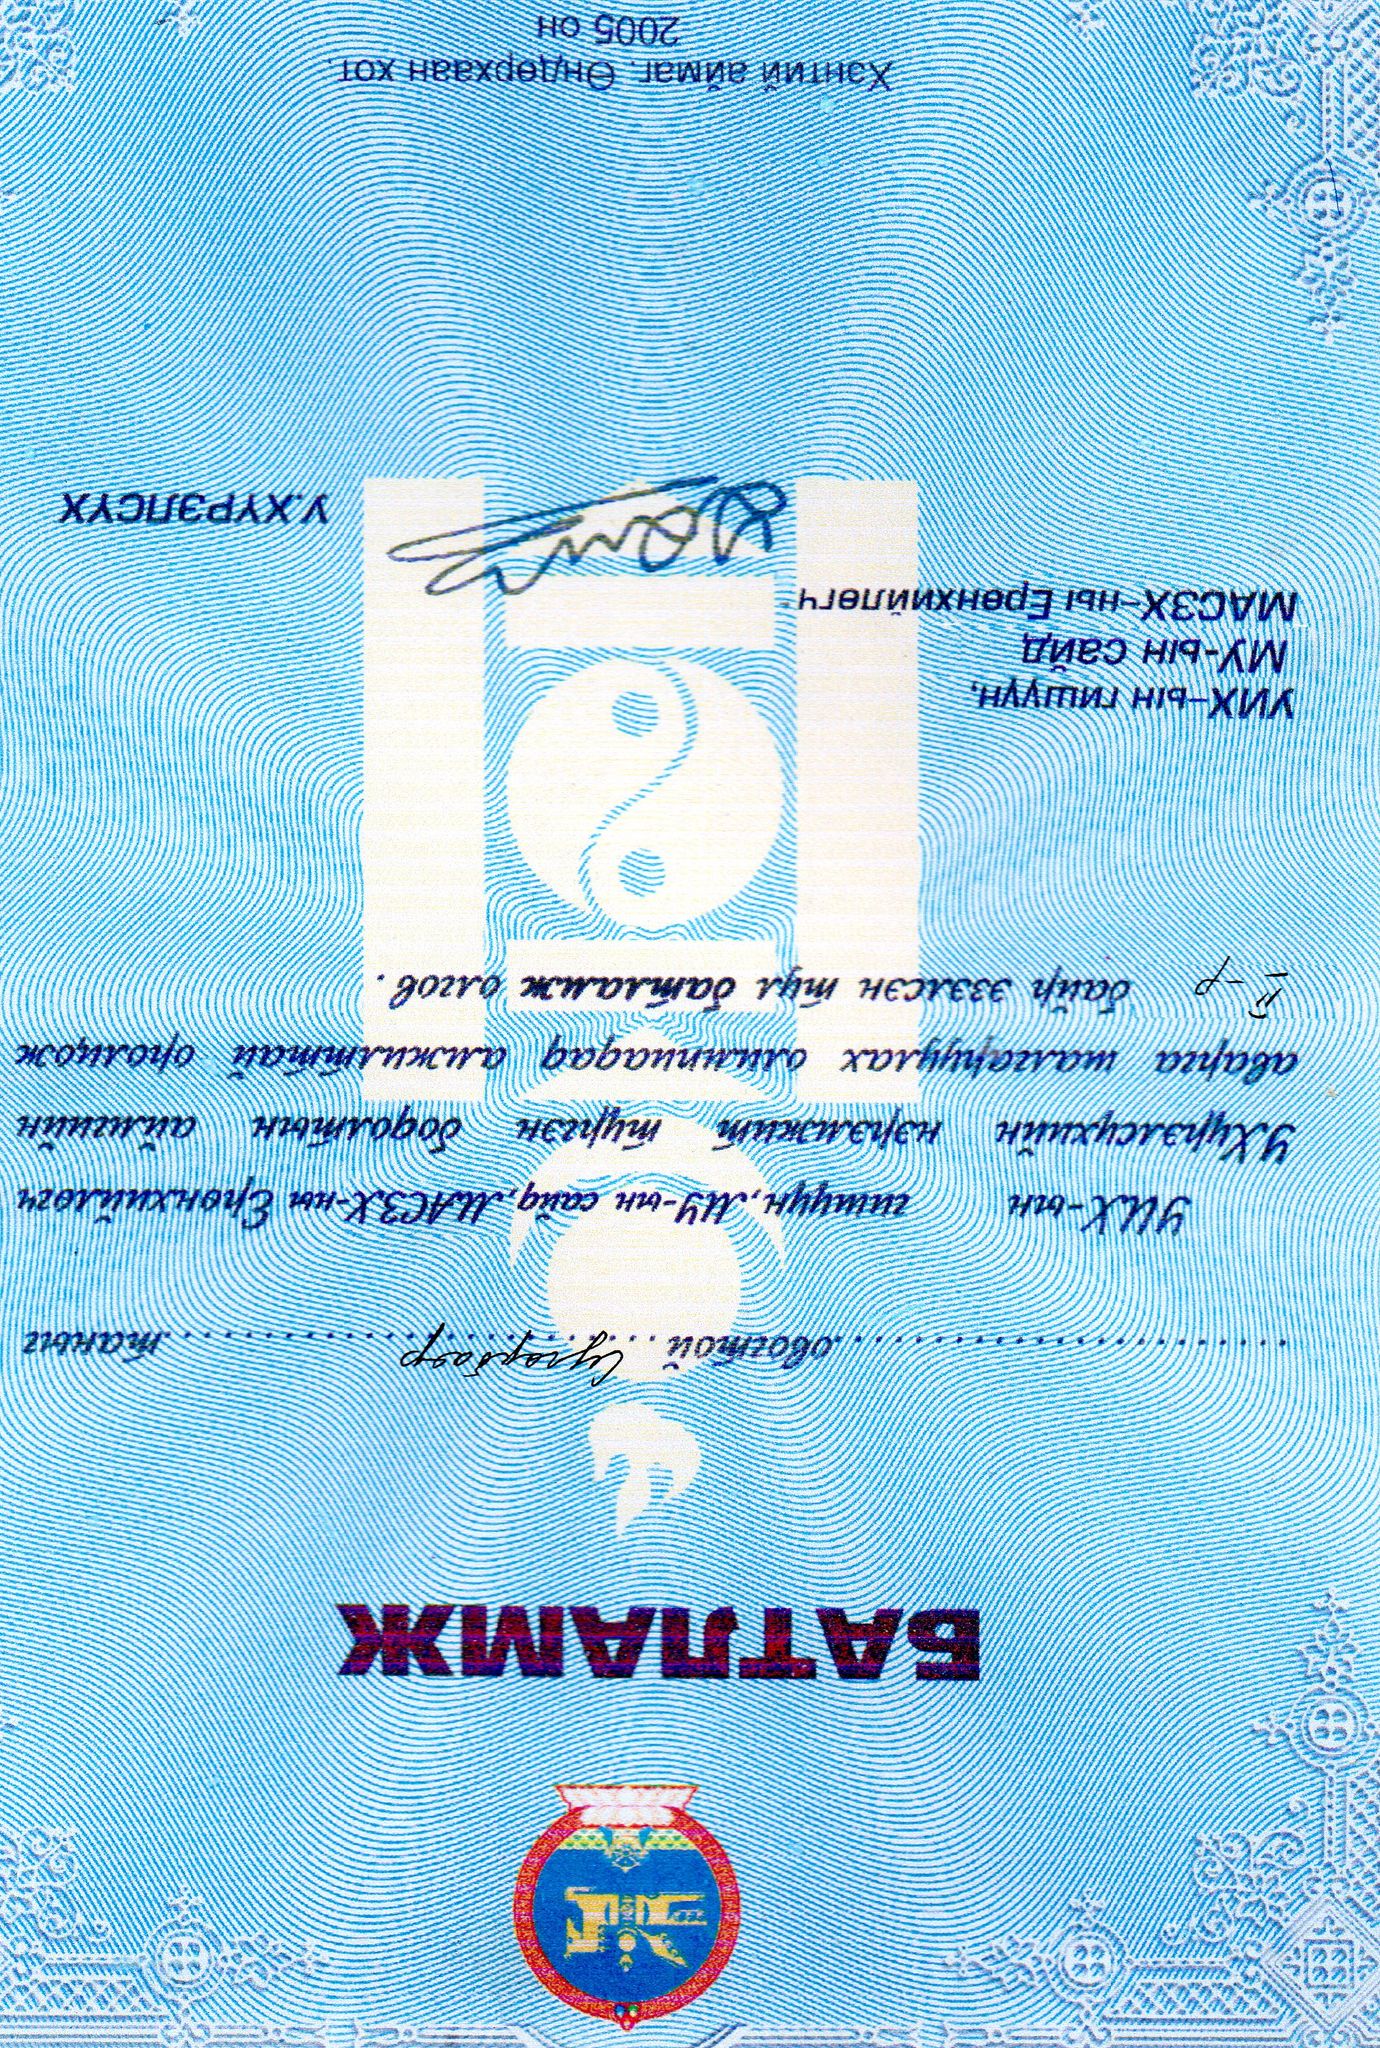 БАТЛАМЖ
........................овогтой...Сугарбаяр........................таныг
УИХ-ын гишүүн, МУ-ын сайд, МАСЗХ-ны Ерөнхийлөгч
У.Хүрэлсүхийн нэрэмжит түргэн бодолтын аймгийн
аварга шалгаруулах олимпиадад амжилттай оролцож
II-р байр эзэлсэн тул батламж олгов.
УИХ-ын гишүүн,
МУ-ын сайд
МАСЗХ-ны Ерөнхийлөгч
У.ХҮРЭЛСҮХ
Хэнтий аймаг. Өндөрхаан хот.
2005 он